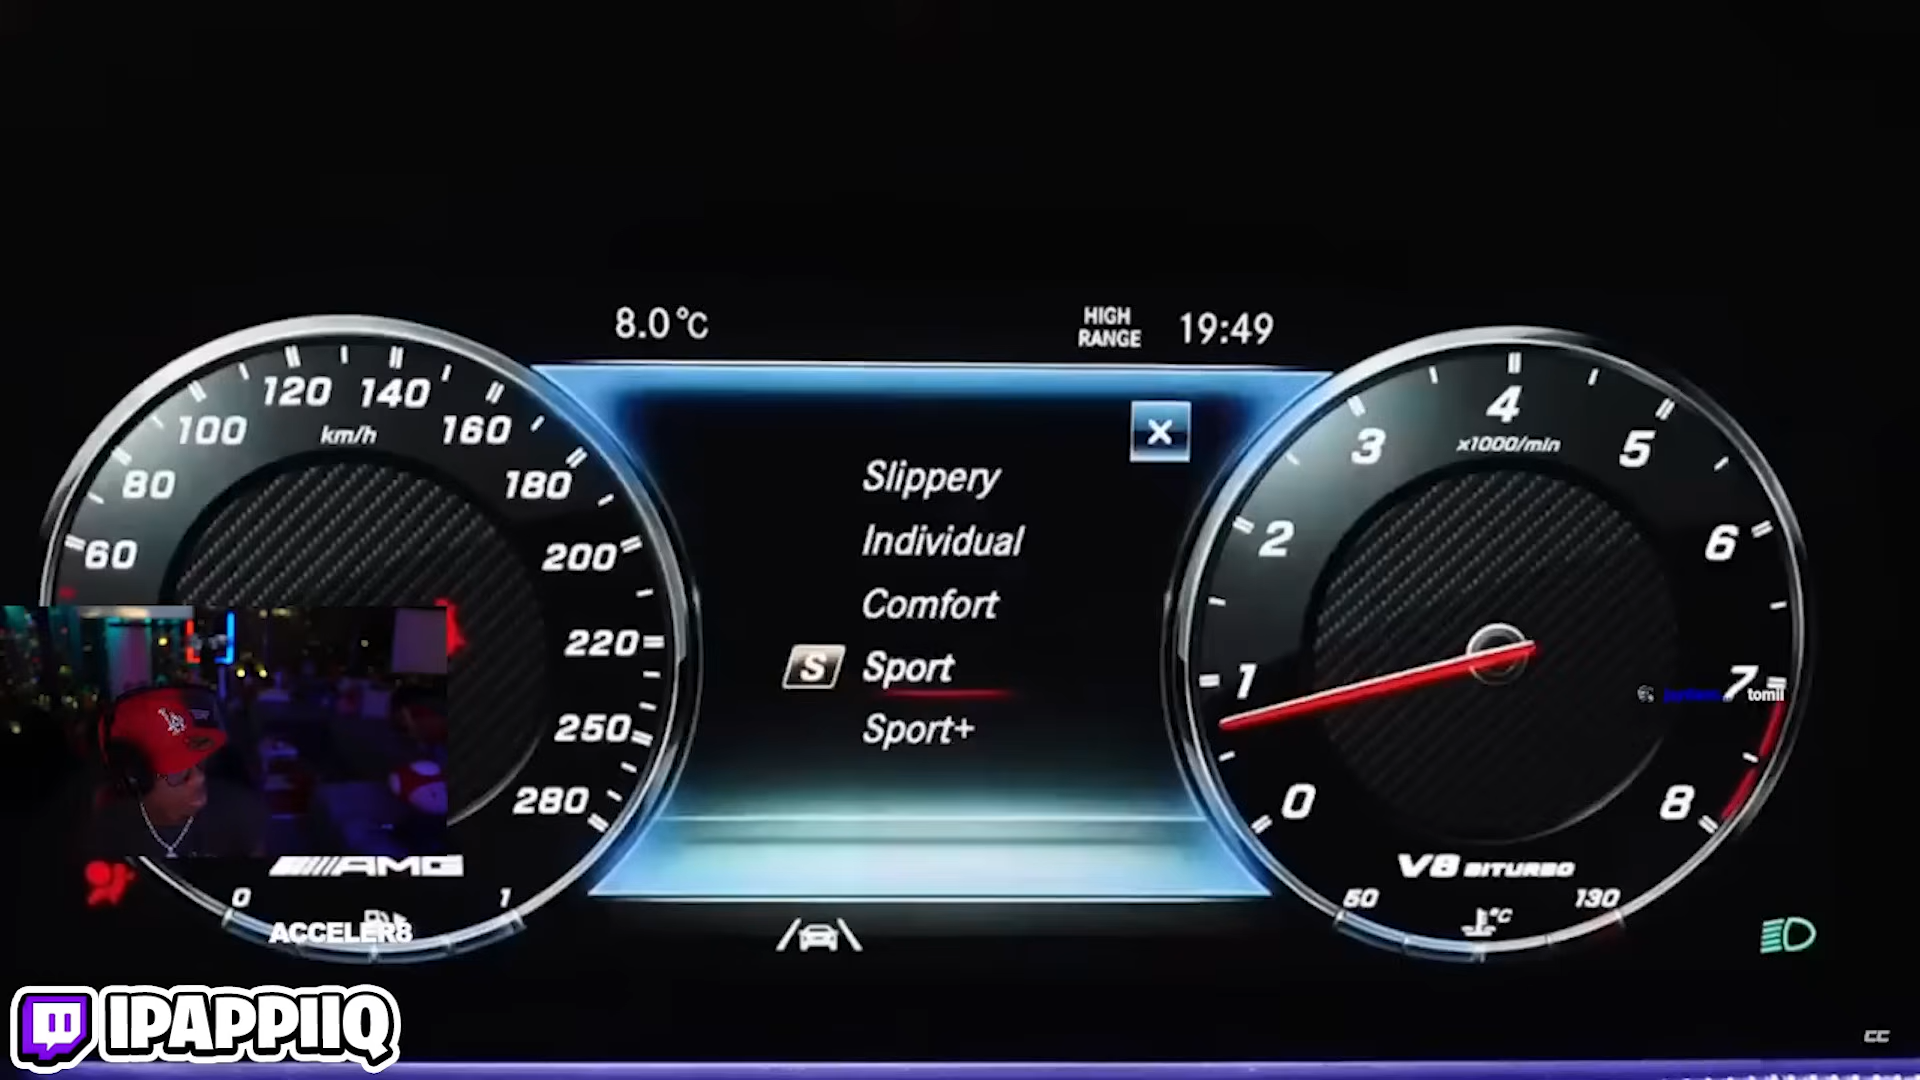 8.0 °C
HIGH
RANGE
19:49
120 140
100 km/h 160
80 180
60 200
220
250
280
AMG
0 1
ACCELER8
Slippery
Individual
Comfort
S Sport
Sport+
4
3 x1000/min 5
2 6
1 7
tomii
0 8
V8 BITURBO
50 130
°C
IPAPPIIQ
CC